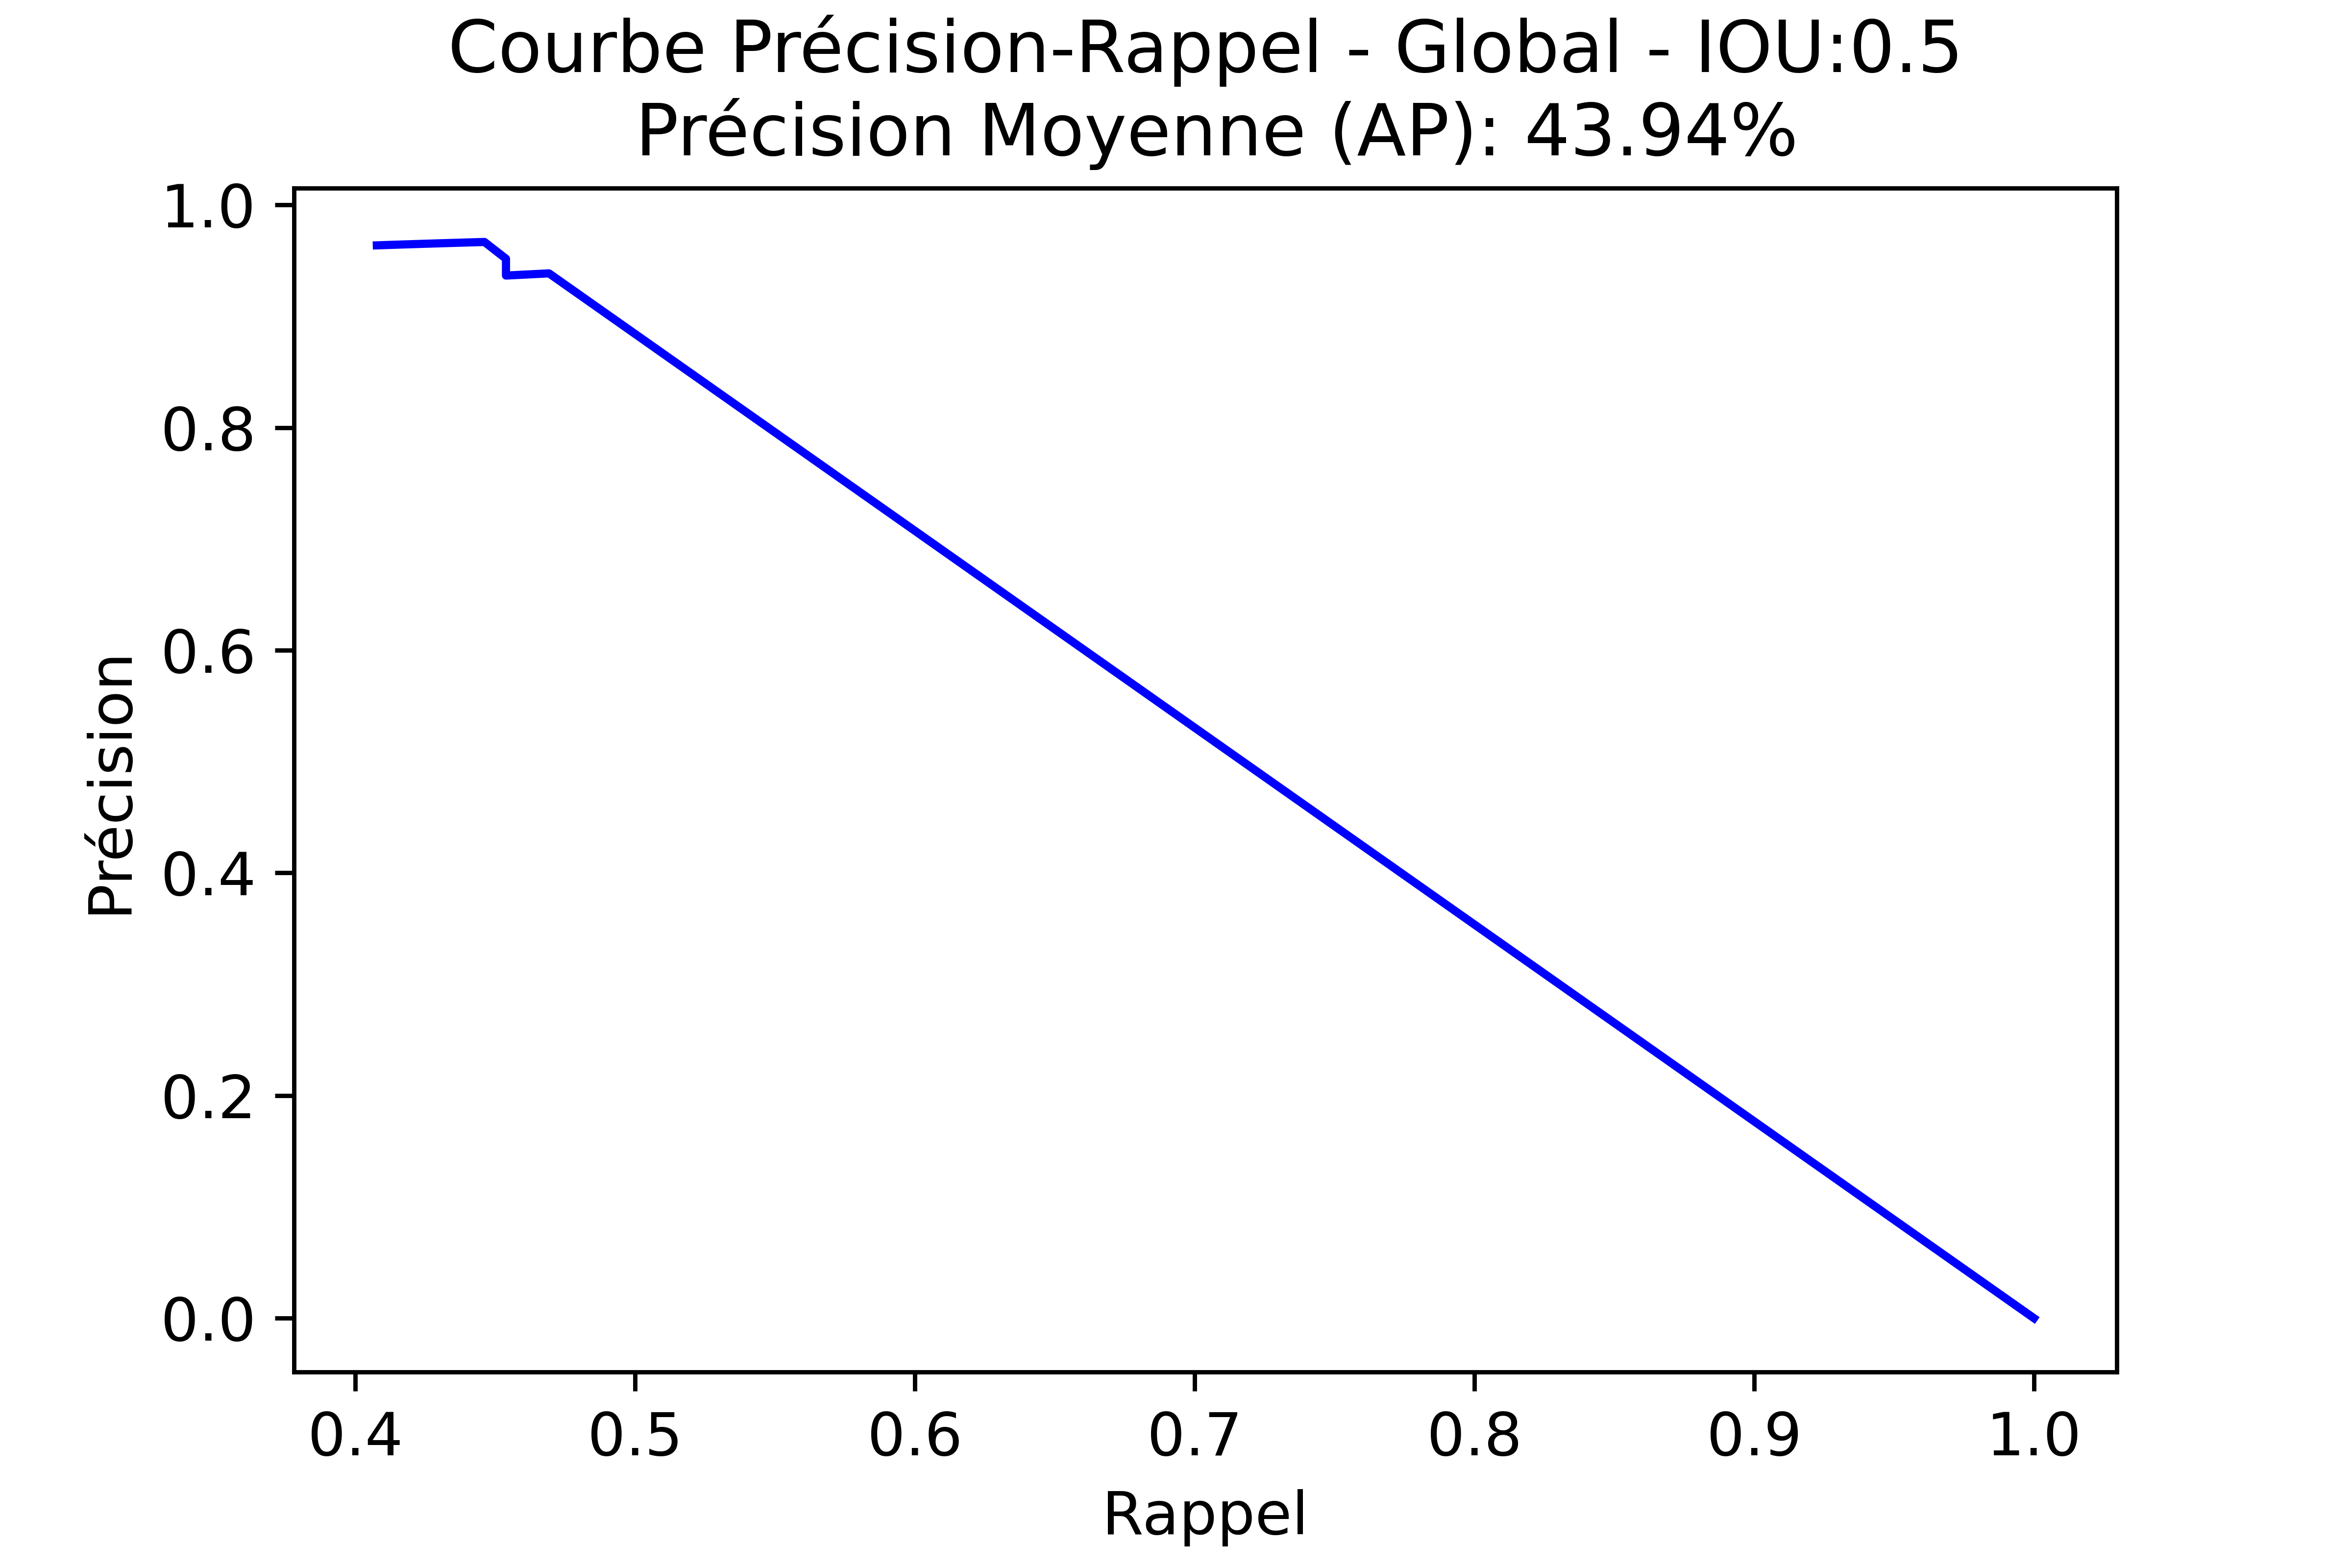 Courbe Précision-Rappel - Global - IOU:0.5
Précision Moyenne (AP): 43.94%
1.0
0.8
0.6
0.4
0.2
0.0
Précision
0.4 0.5 0.6 0.7 0.8 0.9 1.0
Rappel